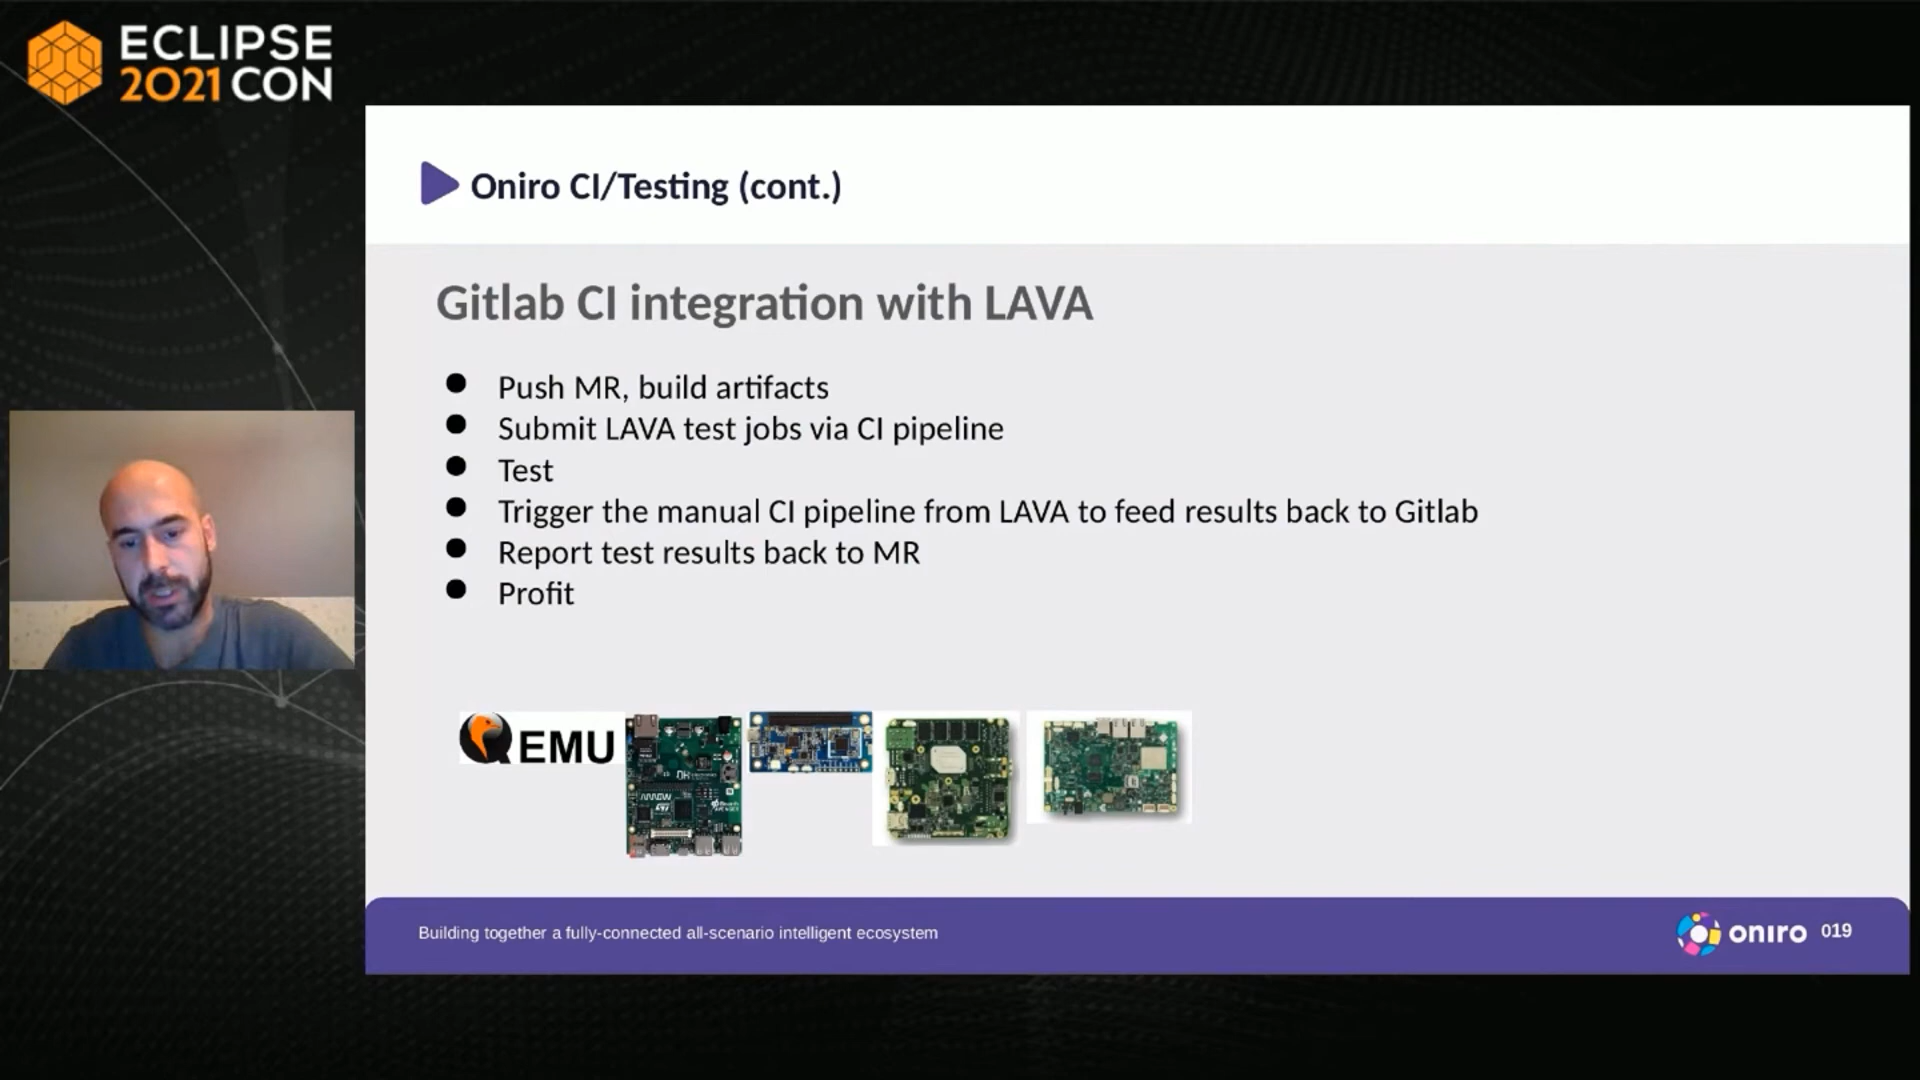 ECLIPSE
2021 CON
Oniro CI/Testing (cont.)
Gitlab CI integration with LAVA
Push MR, build artifacts
Submit LAVA test jobs via CI pipeline
Test
Trigger the manual CI pipeline from LAVA to feed results back to Gitlab
Report test results back to MR
Profit
QEMU
ARROW
Building together a fully-connected all-scenario intelligent ecosystem
oniro 019